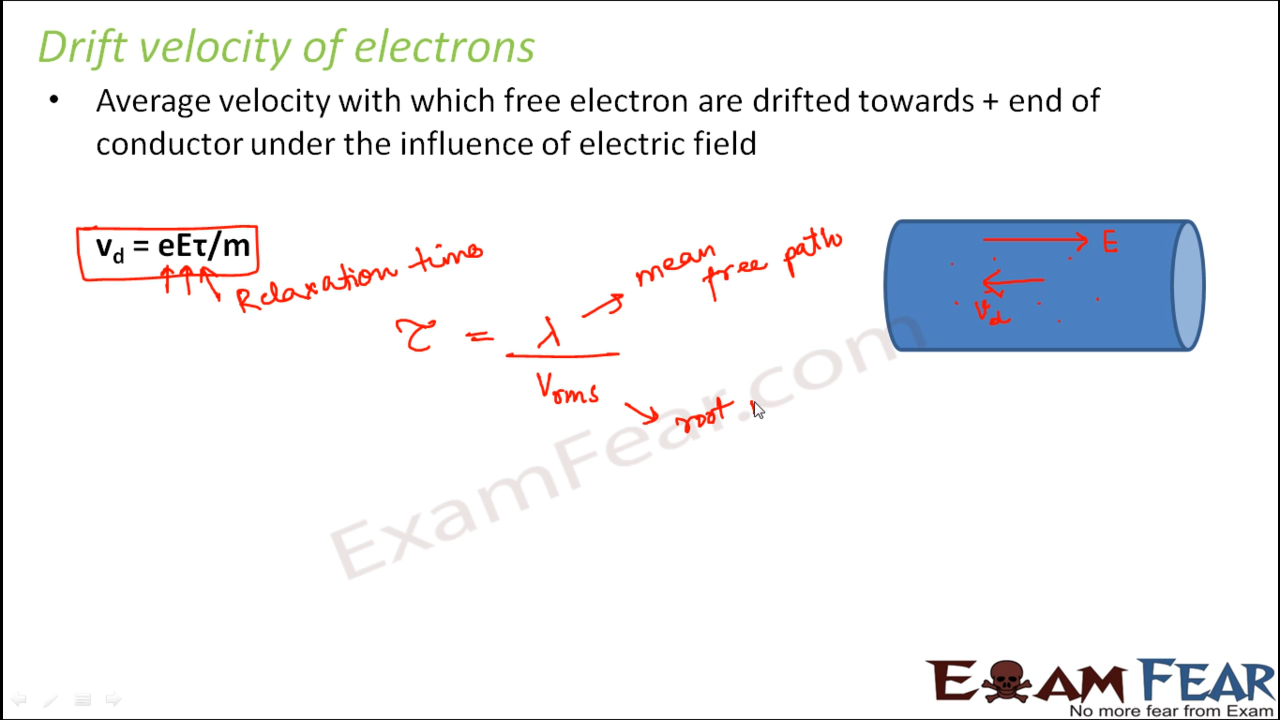 Drift velocity of electrons
• Average velocity with which free electron are drifted towards + end of
conductor under the influence of electric field
vd = eEτ/m
Relaxation time
τ = λ / Vrms
mean
free path
root
E
vd
ExamFear.com
EXAM FEAR
No more fear from Exam